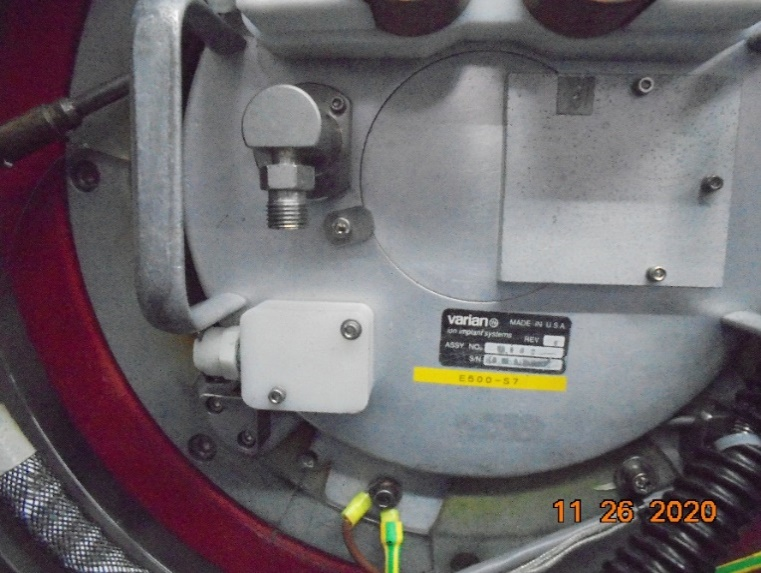 varian MADE IN U.S.A
ion implant systems REV
ASSY NO.
S/N
E500-S7
11 26 2020